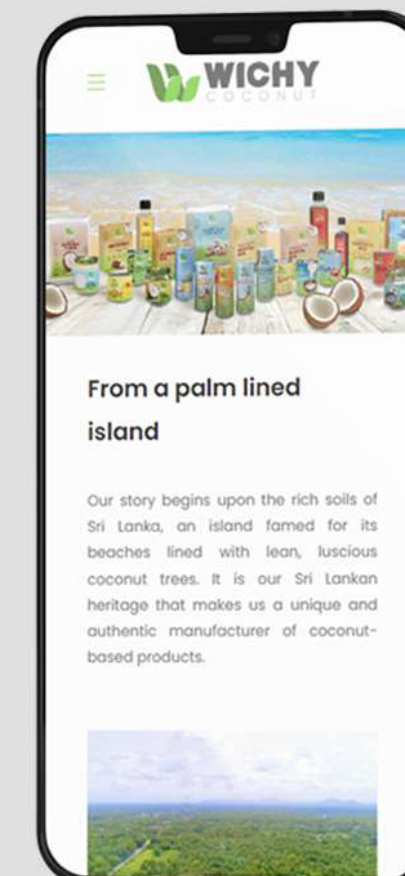 WICHY
COCONUT
From a palm lined
island
Our story begins upon the rich soils of
Sri Lanka, an island famed for its
beaches lined with lean, luscious
coconut trees. It is our Sri Lankan
heritage that makes us a unique and
authentic manufacturer of coconut-
based products.